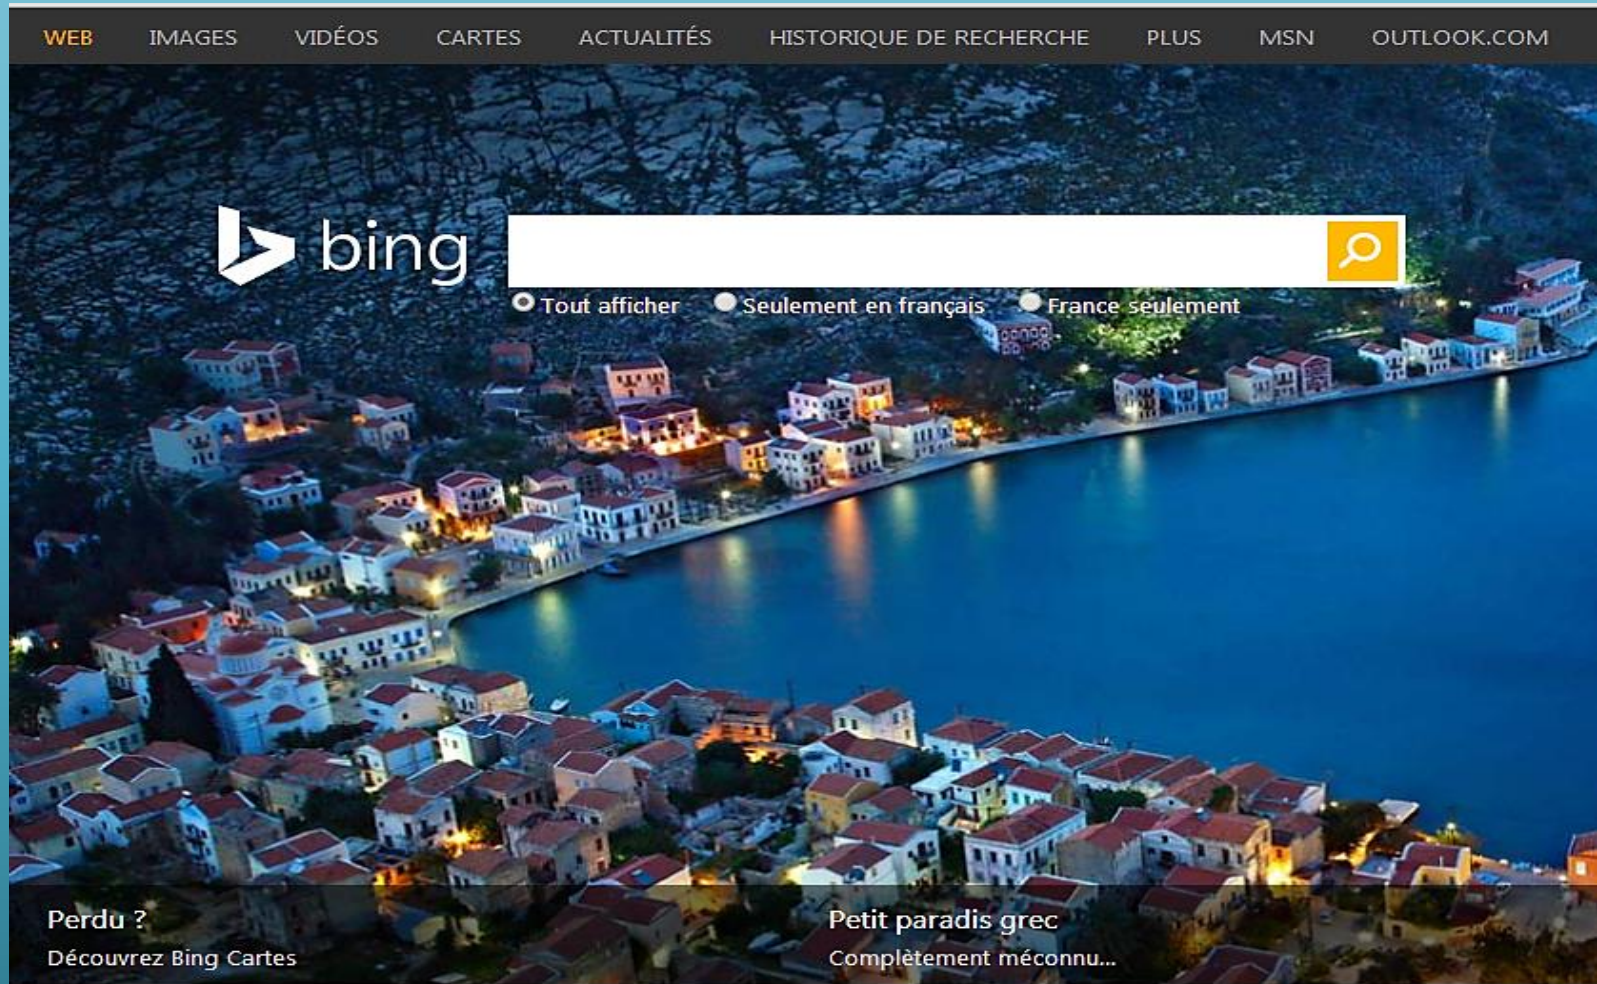 WEB IMAGES VIDÉOS CARTES ACTUALITÉS HISTORIQUE DE RECHERCHE PLUS MSN OUTLOOK.COM
bing
Tout afficher Seulement en français France seulement
Perdu ?
Découvrez Bing Cartes
Petit paradis grec
Complètement méconnu...